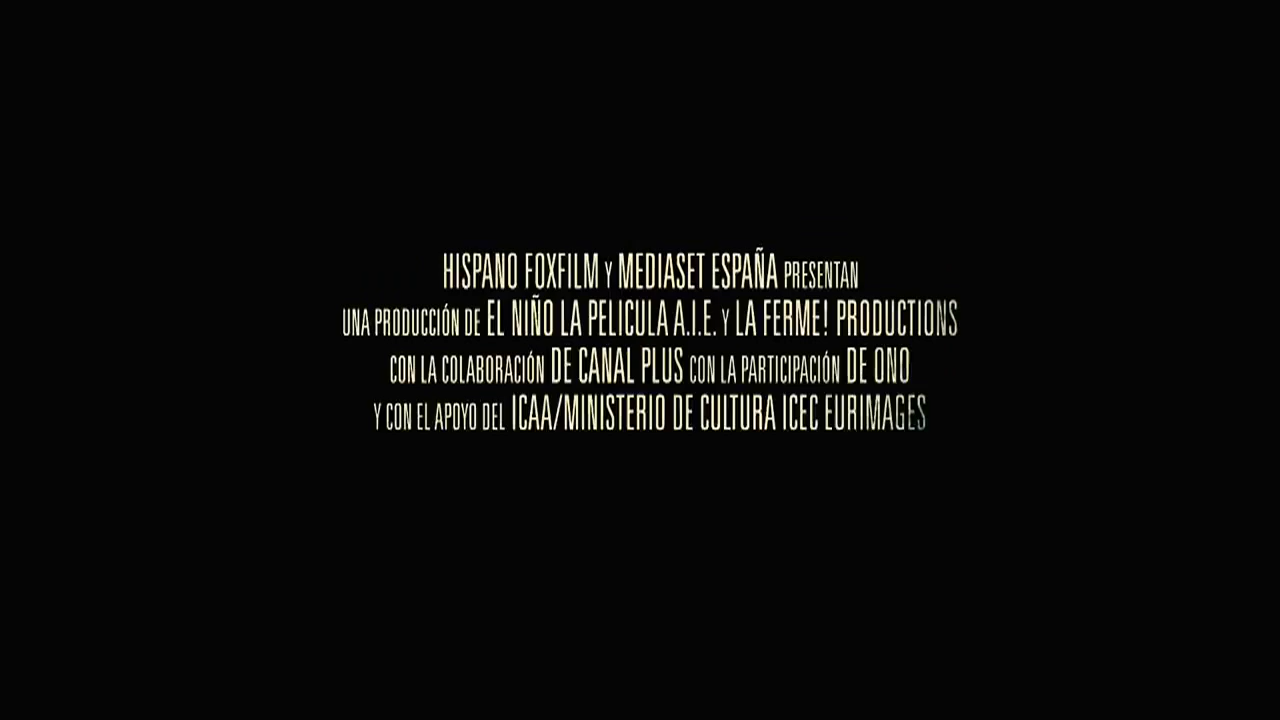 HISPANO FOXFILM Y MEDIASET ESPAÑA PRESENTAN
UNA PRODUCCIÓN DE EL NIÑO LA PELICULA A.I.E. Y LA FERME! PRODUCTIONS
CON LA COLABORACIÓN DE CANAL PLUS CON LA PARTICIPACIÓN DE ONO
Y CON EL APOYO DEL ICAA/MINISTERIO DE CULTURA ICEC EURIMAGES